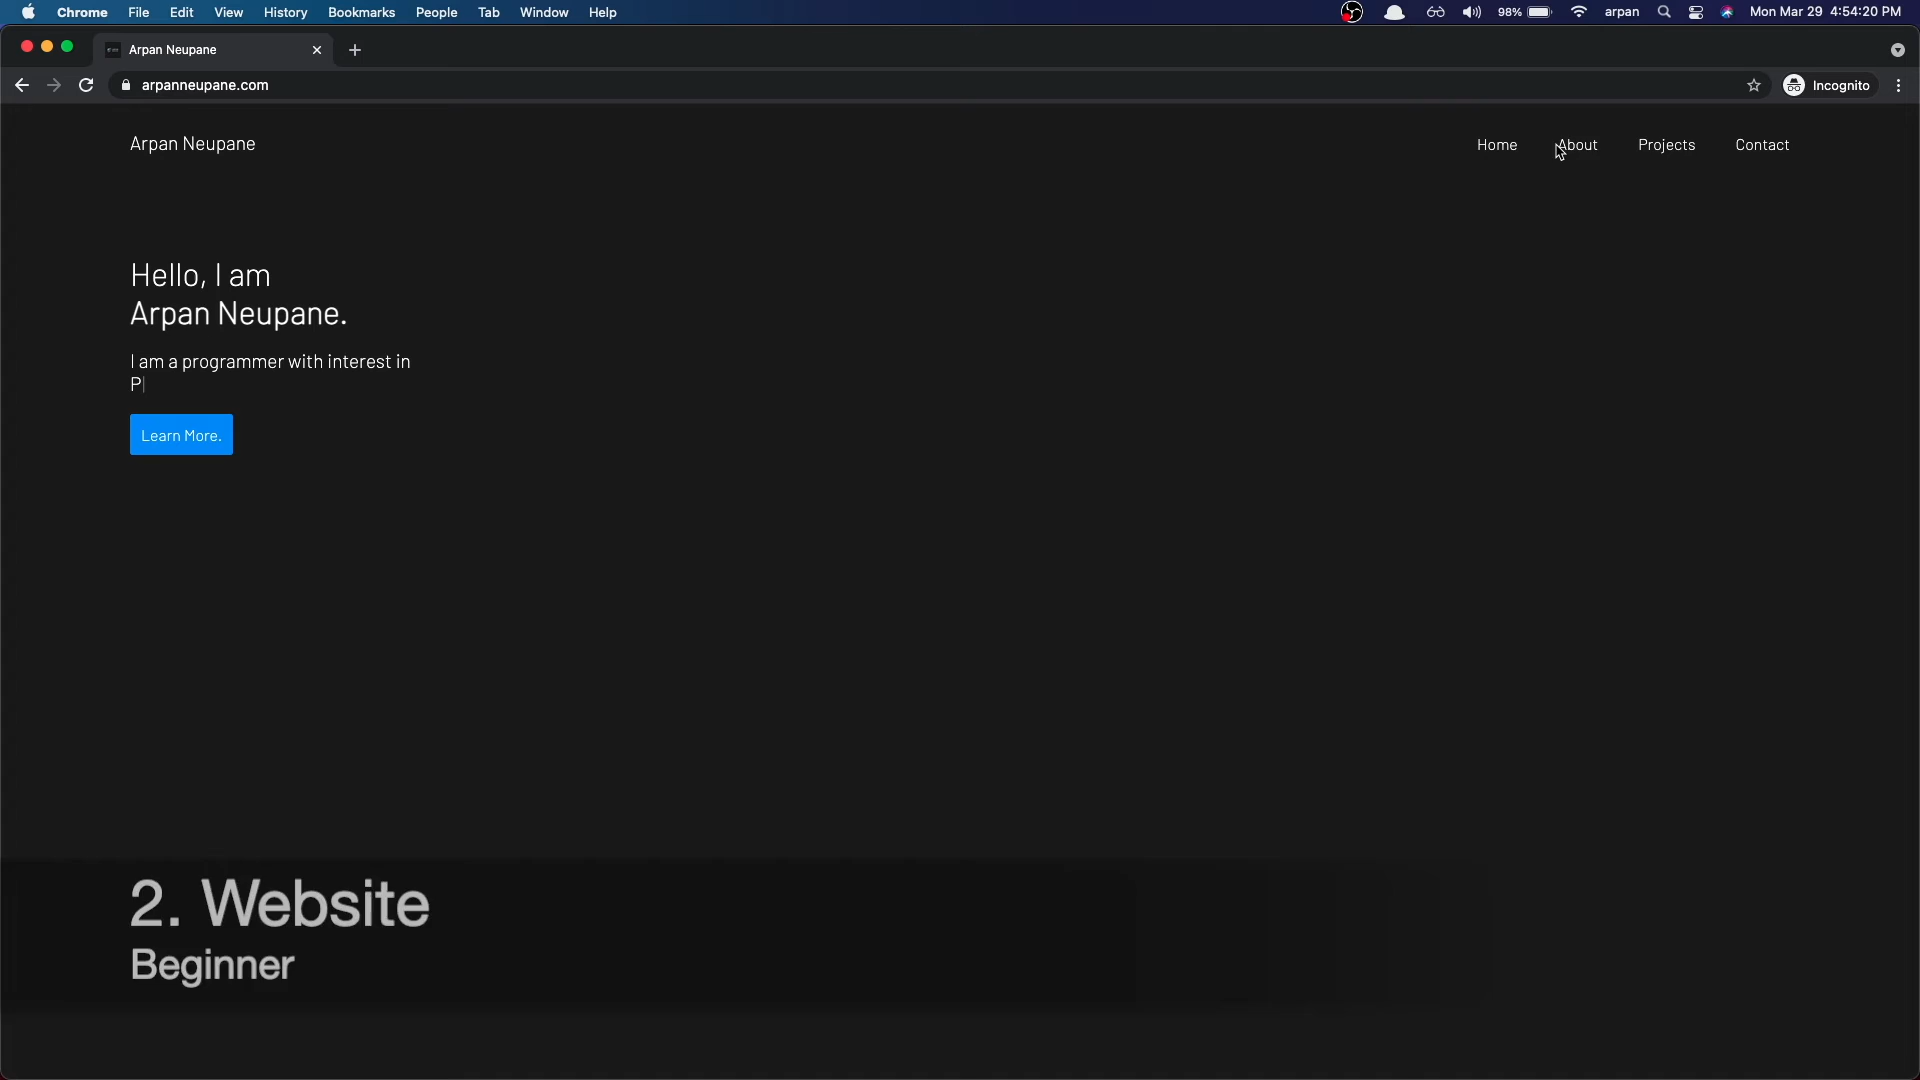 Chrome File Edit View History Bookmarks People Tab Window Help 98% arpan Mon Mar 29 4:54:20 PM
Arpan Neupane
arpanneupane.com Incognito
Arpan Neupane Home About Projects Contact
Hello, I am
Arpan Neupane.
I am a programmer with interest in
P
Learn More.
2. Website
Beginner